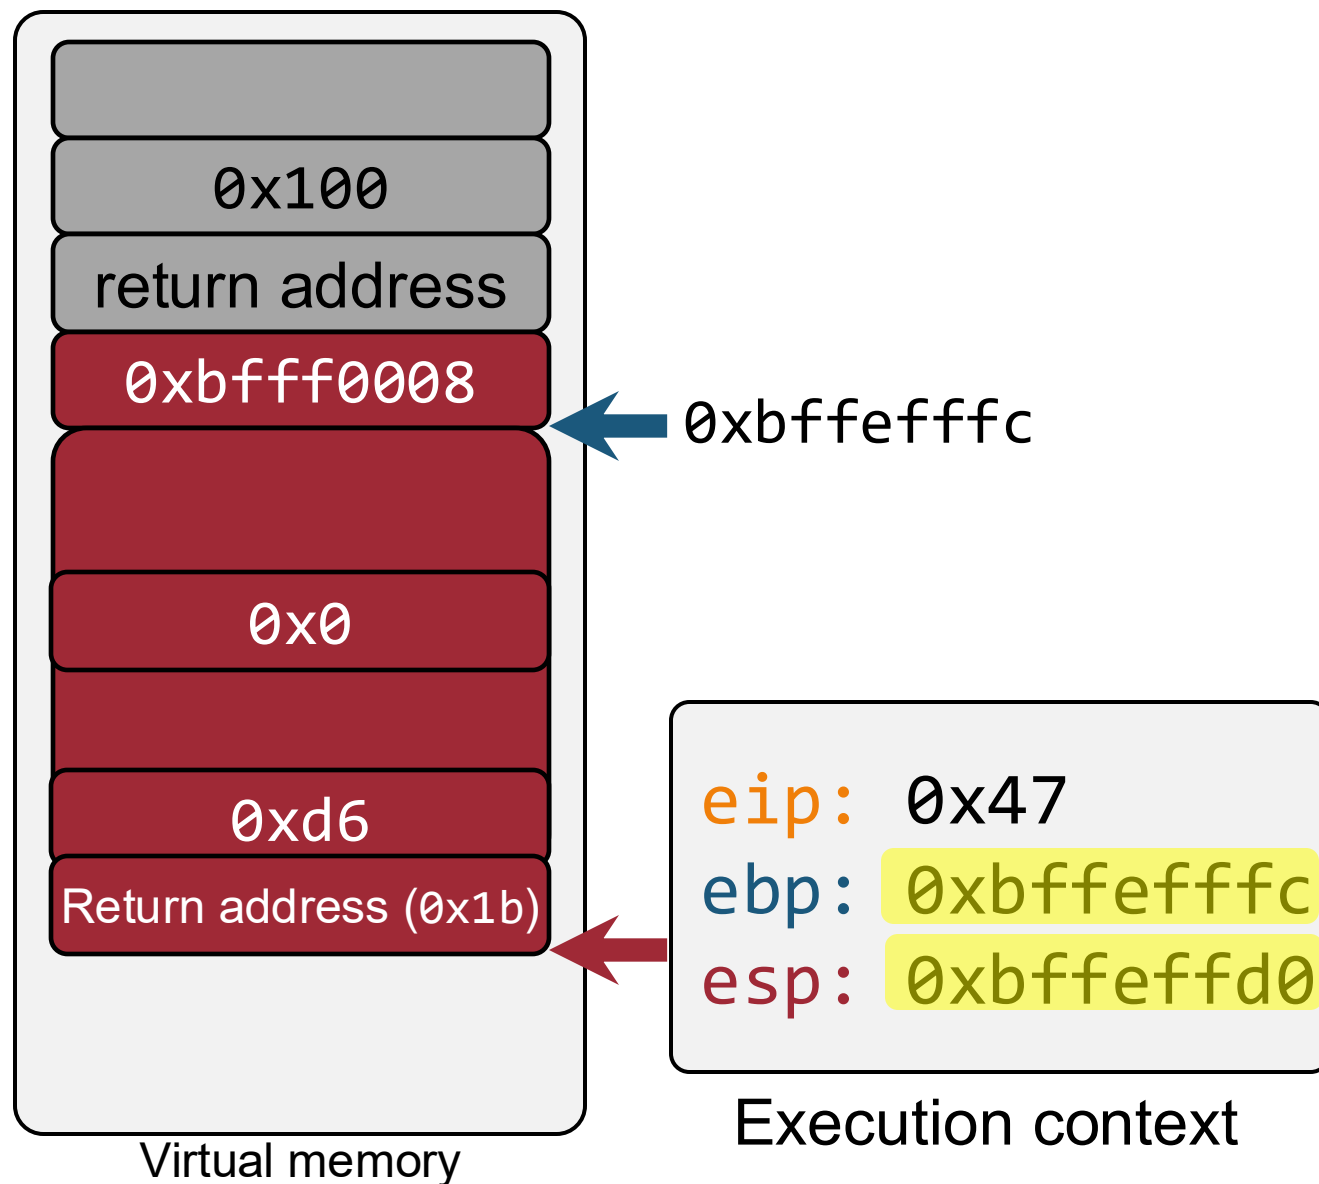 0x100
return address
0xbfff0008
0xbffefffc
0x0
0xd6
Return address (0x1b)
eip: 0x47
ebp: 0xbffefffc
esp: 0xbffeffd0
Execution context
Virtual memory